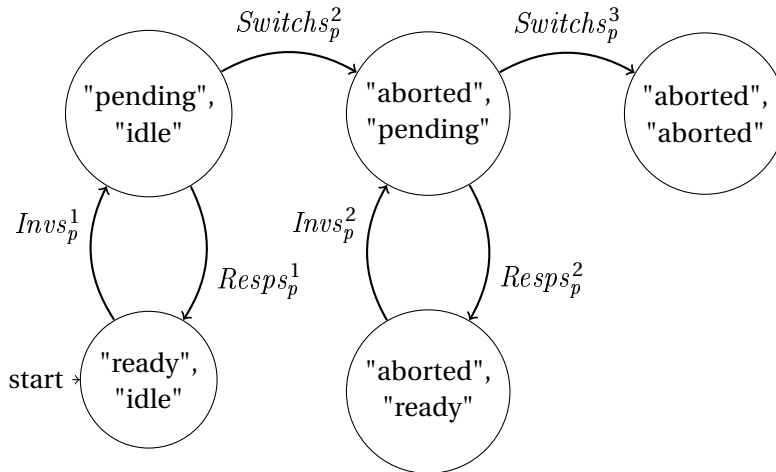 Switchs_p^2
Switchs_p^3
"pending",
"idle"
"aborted",
"pending"
"aborted",
"aborted"
Invs_p^1
Resps_p^1
Invs_p^2
Resps_p^2
start
"ready",
"idle"
"aborted",
"ready"